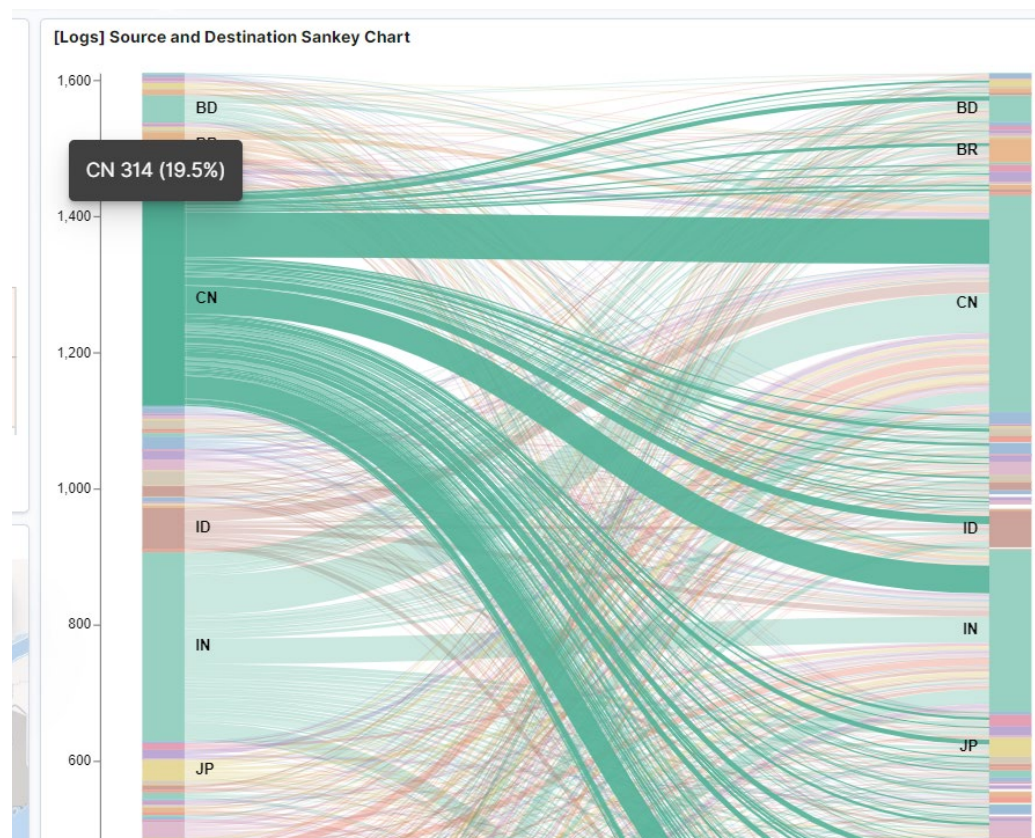 [Logs] Source and Destination Sankey Chart
1,600
BD
BD
BR
CN 314 (19.5%)
1,400
CN
CN
1,200
1,000
ID
ID
800
IN
IN
JP
600
JP